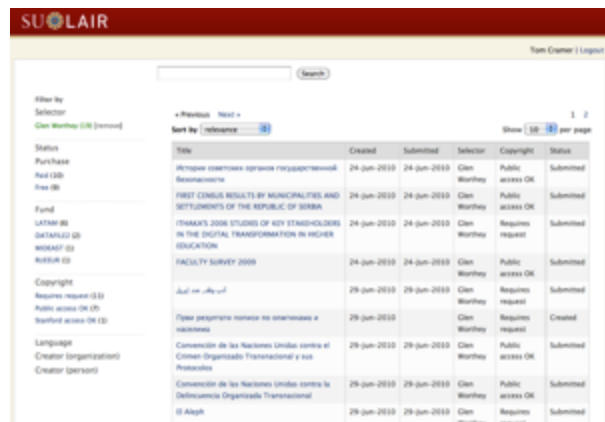 SULAIR
Tom Cramer | Logout
Search
Filter by
Selector
Glen Worthey (19) [remove]
Status
Purchase
Paid (10)
Free (9)
Fund
LATAM (6)
DATAFILE2 (2)
MIDEAST (1)
RUSEUR (1)
Copyright
Requires request (11)
Public access OK (7)
Stanford access OK (1)
Language
Creator (organization)
Creator (person)
« Previous Next » 1 2
Sort by relevance Show 10 per page
Title Created Submitted Selector Copyright Status
История советских органов государственной безопасности 24-jun-2010 24-jun-2010 Glen Worthey Public access OK Submitted
FIRST CENSUS RESULTS BY MUNICIPALITIES AND SETTLEMENTS OF THE REPUBLIC OF SERBIA 24-jun-2010 24-jun-2010 Glen Worthey Public access OK Submitted
ITHAKA'S 2006 STUDIES OF KEY STAKEHOLDERS IN THE DIGITAL TRANSFORMATION IN HIGHER EDUCATION 24-jun-2010 24-jun-2010 Glen Worthey Requires request Submitted
FACULTY SURVEY 2009 24-jun-2010 24-jun-2010 Glen Worthey Public access OK Submitted
29-jun-2010 29-jun-2010 Glen Worthey Requires request Submitted
Први резултати пописа по општинама и насељима 29-jun-2010 Glen Worthey Requires request Created
Convención de las Naciones Unidas contra el Crimen Organizado Transnacional y sus Protocolos 29-jun-2010 29-jun-2010 Glen Worthey Public access OK Submitted
Convención de las Naciones Unidas contra la Delincuencia Organizada Transnacional 29-jun-2010 29-jun-2010 Glen Worthey Public access OK Submitted
El Aleph 29-jun-2010 29-jun-2010 Glen Requires Submitted